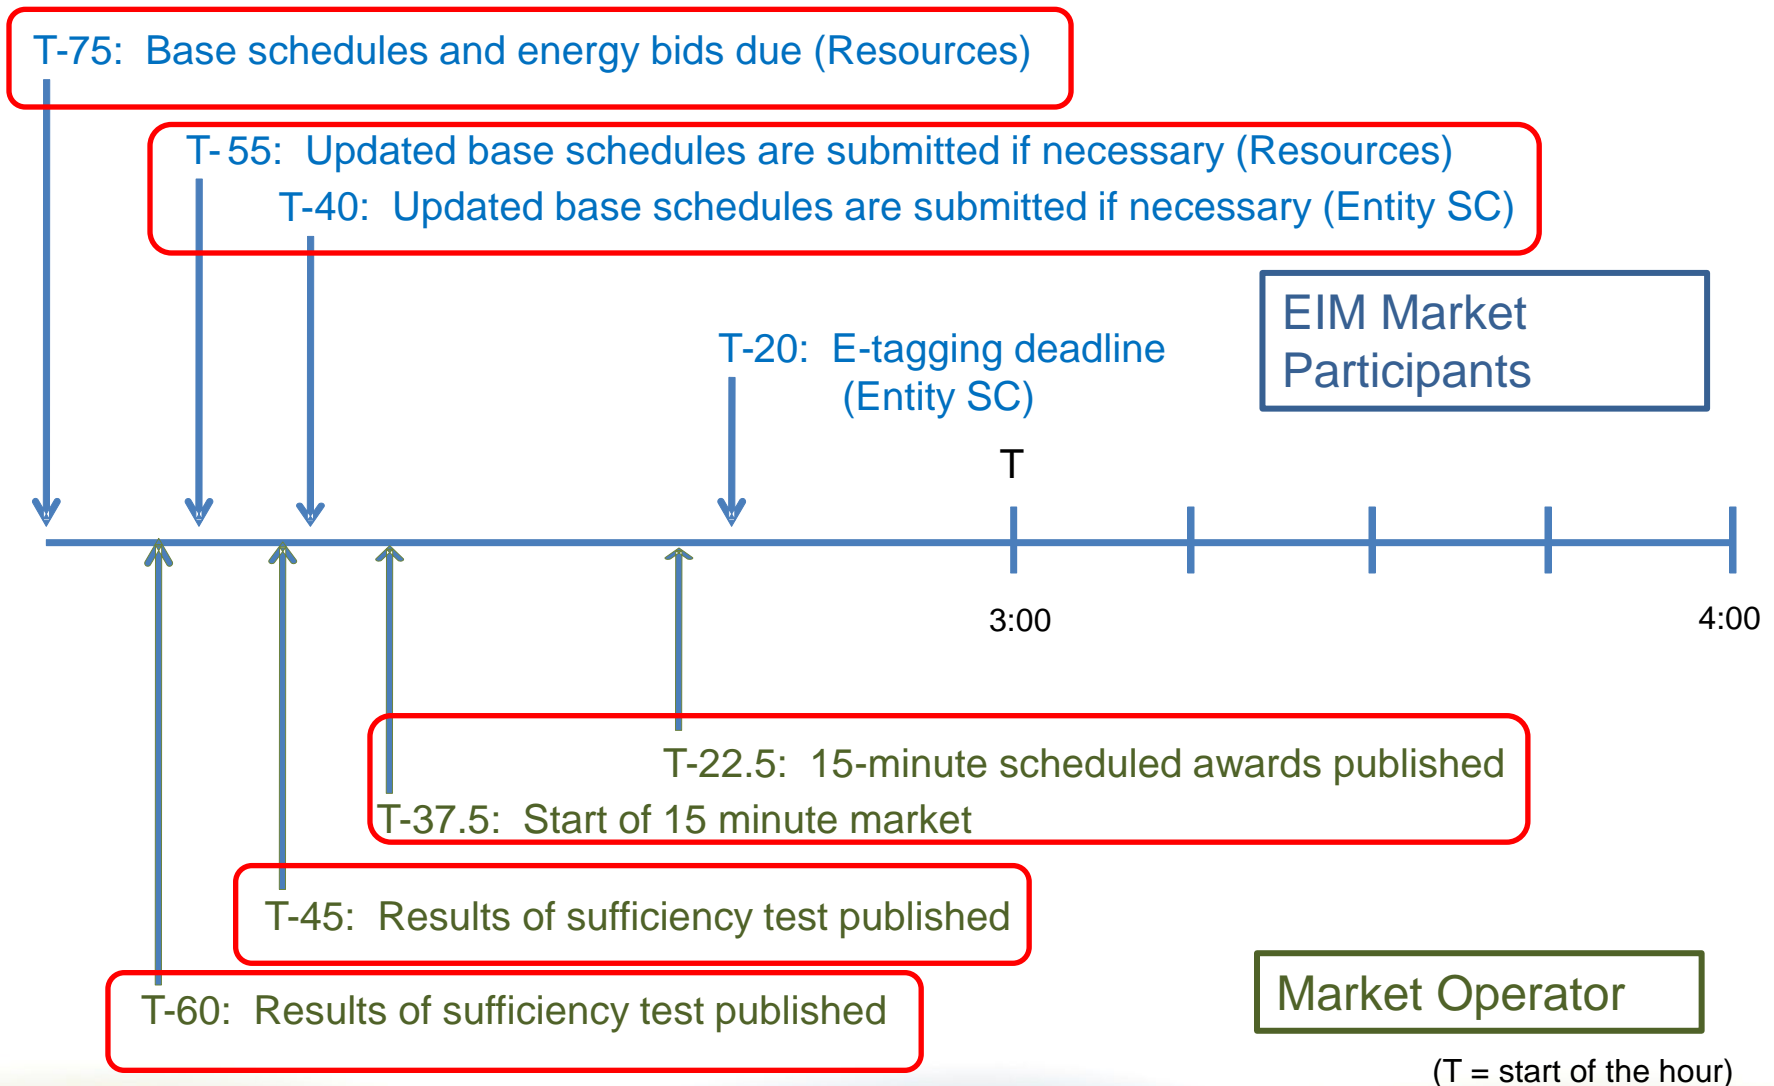 T-75:  Base schedules and energy bids due (Resources)
T- 55:  Updated base schedules are submitted if necessary (Resources)
T-40:  Updated base schedules are submitted if necessary (Entity SC)
EIM Market
Participants
T-20:  E-tagging deadline
(Entity SC)
T
3:00
4:00
T-22.5:  15-minute scheduled awards published
T-37.5:  Start of 15 minute market
T-45:  Results of sufficiency test published
T-60:  Results of sufficiency test published
Market Operator
(T = start of the hour)